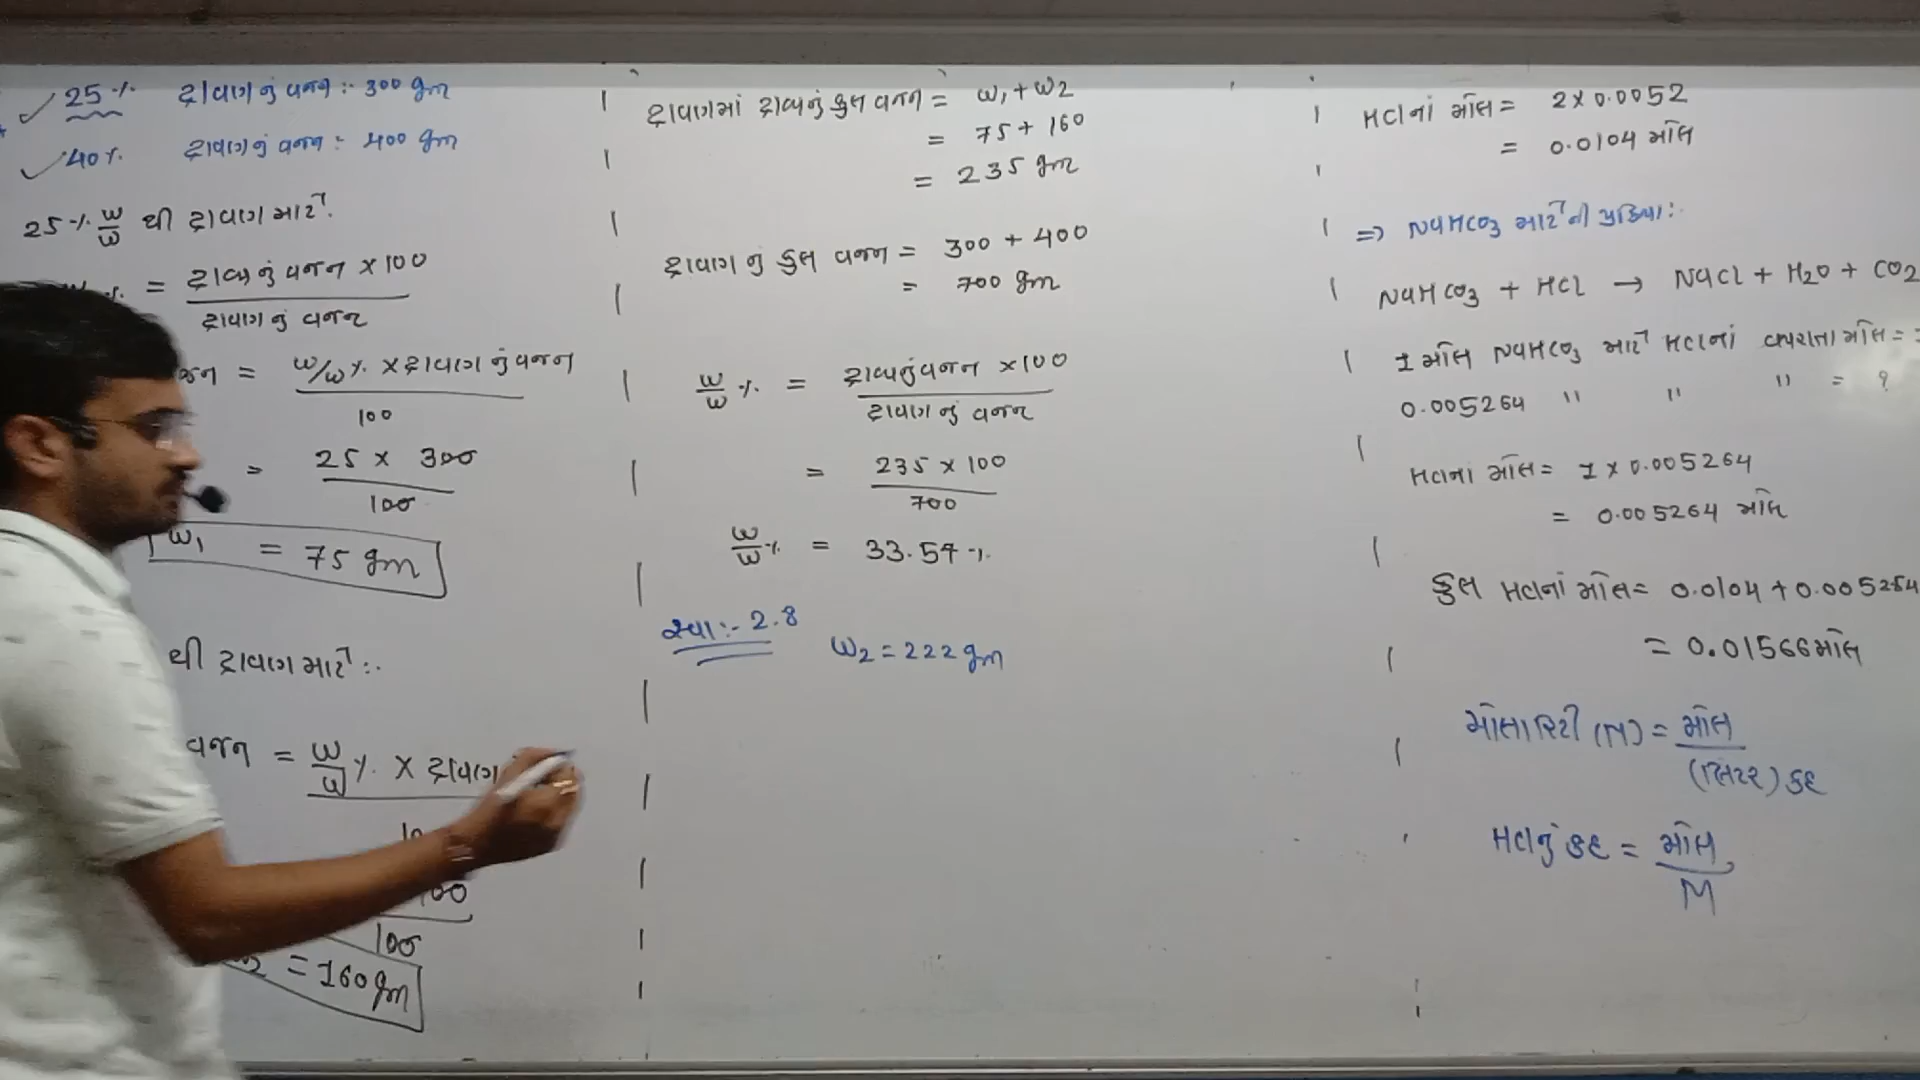 25% દ્રાવણનું વજન :- 300 gm
40% દ્રાવણનું વજન :- 400 gm
25% w/w થી દ્રાવણ માટે.
% = દ્રાવ્યનું વજન x 100 / દ્રાવણનું વજન
= w/w% x દ્રાવણનું વજન / 100
= 25 x 300 / 100
w1 = 75 gm
થી દ્રાવણ માટે :-
વજન = w/w % x દ્રાવણ
100
w2 = 160 gm
દ્રાવણમાં દ્રાવ્યનું કુલ વજન = w1 + w2
= 75 + 160
= 235 gm
દ્રાવણનું કુલ વજન = 300 + 400
= 700 gm
w/w % = દ્રાવ્યનું વજન x 100 / દ્રાવણનું વજન
= 235 x 100 / 700
w/w % = 33.57 %
સ્વા :- 2.8 w2 = 222 gm
HClનાં મોલ = 2 x 0.0052
= 0.0104 મોલ
=> NaHCO3 માટેની પ્રક્રિયા :-
NaHCO3 + HCl → NaCl + H2O + CO2
1 મોલ NaHCO3 માટે HClનાં વપરાતા મોલ =
0.005264 " " " = ?
HClનાં મોલ = 1 x 0.005264
= 0.005264 મોલ
કુલ HClનાં મોલ = 0.0104 + 0.005264
= 0.01566 મોલ
મોલારિટી (M) = મોલ / (લિટર) કદ
HClનું કદ = મોલ / M